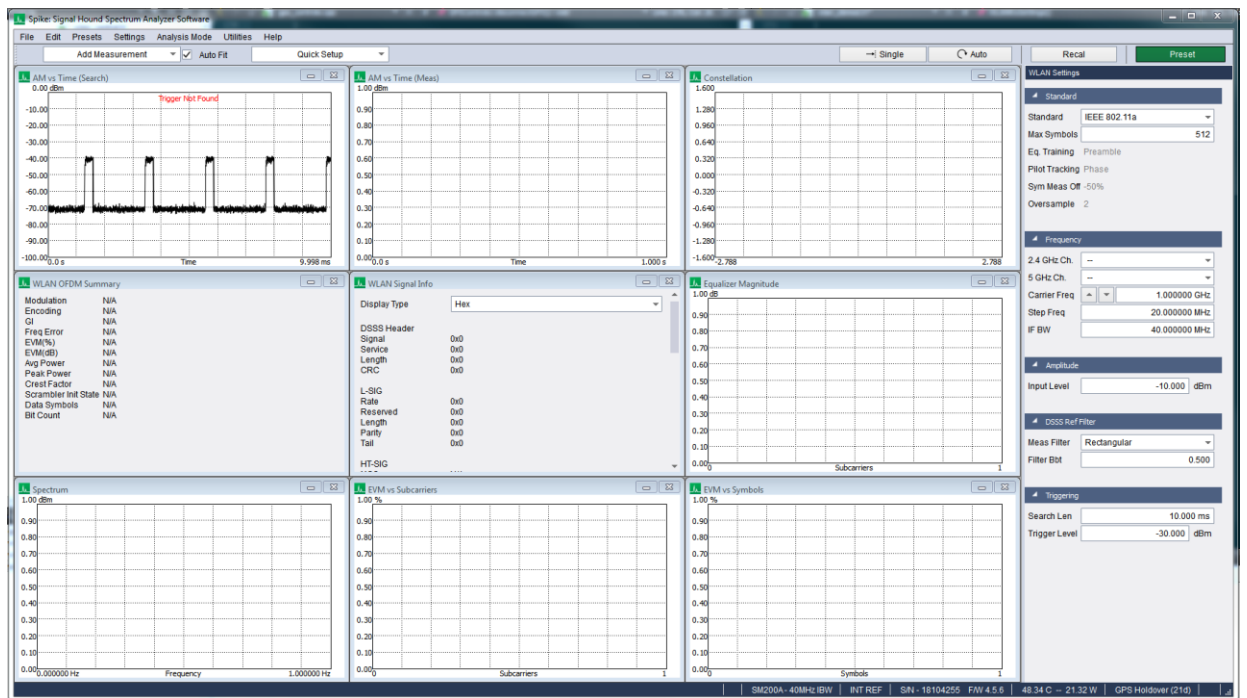 Spike: Signal Hound Spectrum Analyzer Software
File Edit Presets Settings Analysis Mode Utilities Help
Add Measurement Auto Fit Quick Setup Single Auto Recal Preset
AM vs Time (Search)
0.00 dBm
Trigger Not Found
-10.00
-20.00
-30.00
-40.00
-50.00
-60.00
-70.00
-80.00
-90.00
-100.00
0.0 s Time 9.998 ms
AM vs Time (Meas)
1.00 dBm
0.90
0.80
0.70
0.60
0.50
0.40
0.30
0.20
0.10
0.00
0.0 s Time 1.000 s
Constellation
1.600
1.280
0.960
0.640
0.320
0.000
-0.320
-0.640
-0.960
-1.280
-1.600
-2.788 2.788
WLAN OFDM Summary
Modulation N/A
Encoding N/A
GI N/A
Freq Error N/A
EVM(%) N/A
EVM(dB) N/A
Avg Power N/A
Peak Power N/A
Crest Factor N/A
Scrambler Init State N/A
Data Symbols N/A
Bit Count N/A
WLAN Signal Info
Display Type Hex
DSSS Header
Signal 0x0
Service 0x0
Length 0x0
CRC 0x0
L-SIG
Rate 0x0
Reserved 0x0
Length 0x0
Parity 0x0
Tail 0x0
HT-SIG
Equalizer Magnitude
1.00 dB
0.90
0.80
0.70
0.60
0.50
0.40
0.30
0.20
0.10
0.00
0 Subcarriers 1
Spectrum
1.00 dBm
0.90
0.80
0.70
0.60
0.50
0.40
0.30
0.20
0.10
0.00
0.000000 Hz Frequency 1.000000 Hz
EVM vs Subcarriers
1.00 %
0.90
0.80
0.70
0.60
0.50
0.40
0.30
0.20
0.10
0.00
0 Subcarriers 1
EVM vs Symbols
1.00 %
0.90
0.80
0.70
0.60
0.50
0.40
0.30
0.20
0.10
0.00
0 Symbols 1
WLAN Settings
Standard
Standard IEEE 802.11a
Max Symbols 512
Eq. Training Preamble
Pilot Tracking Phase
Sym Meas Off -50%
Oversample 2
Frequency
2.4 GHz Ch. --
5 GHz Ch. --
Carrier Freq 1.000000 GHz
Step Freq 20.000000 MHz
IF BW 40.000000 MHz
Amplitude
Input Level -10.000 dBm
DSSS Ref Filter
Meas Filter Rectangular
Filter Bbt 0.500
Triggering
Search Len 10.000 ms
Trigger Level -30.000 dBm
SM200A - 40MHz IBW INT REF S/N - 18104255 F/W 4.5.6 48.34 C -- 21.32 W GPS Holdover (21d)